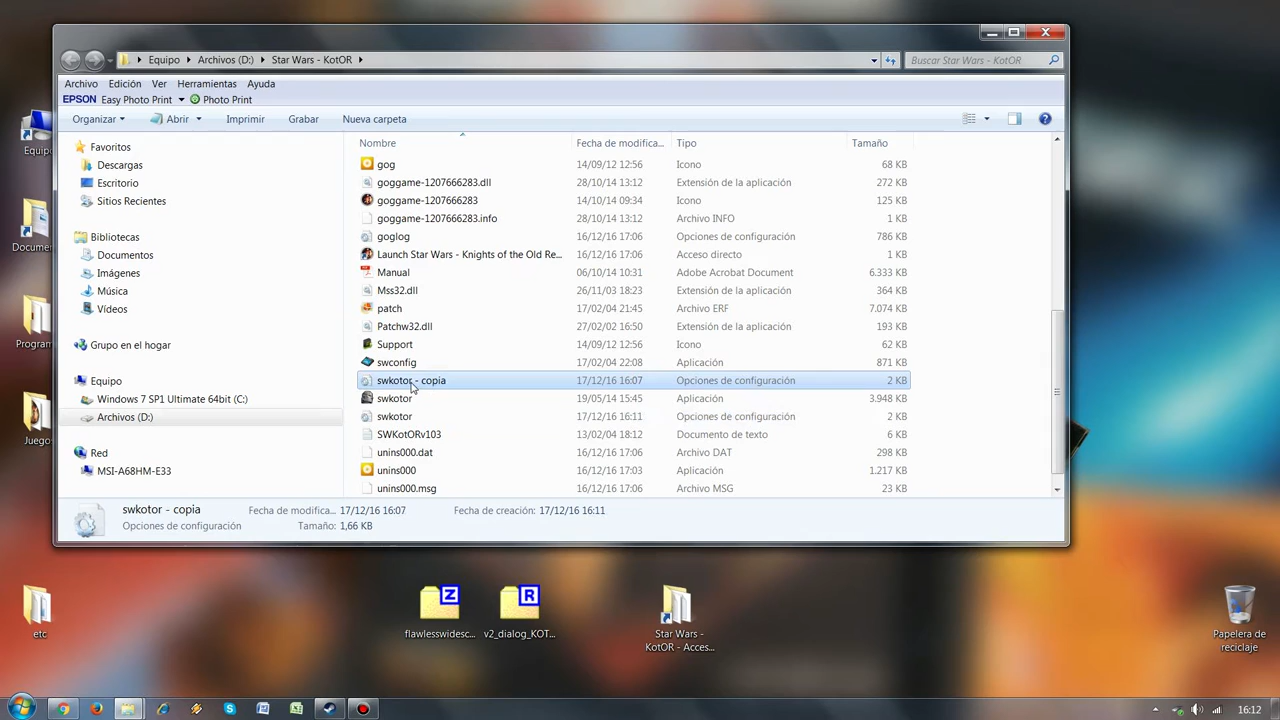 Equipo Archivos (D:) Star Wars - KotOR Buscar Star Wars - KotOR
Archivo Edición Ver Herramientas Ayuda
EPSON Easy Photo Print Photo Print
Organizar Abrir Imprimir Grabar Nueva carpeta
Nombre Fecha de modifica... Tipo Tamaño
Favoritos
Descargas
Escritorio
Sitios Recientes
Bibliotecas
Documentos
Imágenes
Música
Vídeos
Grupo en el hogar
Equipo
Windows 7 SP1 Ultimate 64bit (C:)
Archivos (D:)
Red
MSI-A68HM-E33
gog 14/09/12 12:56 Icono 68 KB
goggame-1207666283.dll 28/10/14 13:12 Extensión de la aplicación 272 KB
goggame-1207666283 14/10/14 09:34 Icono 125 KB
goggame-1207666283.info 28/10/14 13:12 Archivo INFO 1 KB
goglog 16/12/16 17:06 Opciones de configuración 786 KB
Launch Star Wars - Knights of the Old Re... 16/12/16 17:06 Acceso directo 1 KB
Manual 06/10/14 10:31 Adobe Acrobat Document 6.333 KB
Mss32.dll 26/11/03 18:23 Extensión de la aplicación 364 KB
patch 17/02/04 21:45 Archivo ERF 7.074 KB
Patchw32.dll 27/02/02 16:50 Extensión de la aplicación 193 KB
Support 14/09/12 12:56 Icono 62 KB
swconfig 17/02/04 22:08 Aplicación 871 KB
swkotor - copia 17/12/16 16:07 Opciones de configuración 2 KB
swkotor 19/05/14 15:45 Aplicación 3.948 KB
swkotor 17/12/16 16:11 Opciones de configuración 2 KB
SWKotORv103 13/02/04 18:12 Documento de texto 6 KB
unins000.dat 16/12/16 17:06 Archivo DAT 298 KB
unins000 16/12/16 17:03 Aplicación 1.217 KB
unins000.msg 16/12/16 17:06 Archivo MSG 23 KB
swkotor - copia Fecha de modifica... 17/12/16 16:07 Fecha de creación: 17/12/16 16:11
Opciones de configuración Tamaño: 1,66 KB
Equipo
Docum
Program
Juego
etc
Z
flawlesswidesc...
R
v2_dialog_KOT...
Star Wars -
KotOR - Acces...
Papelera de
reciclaje
16:12